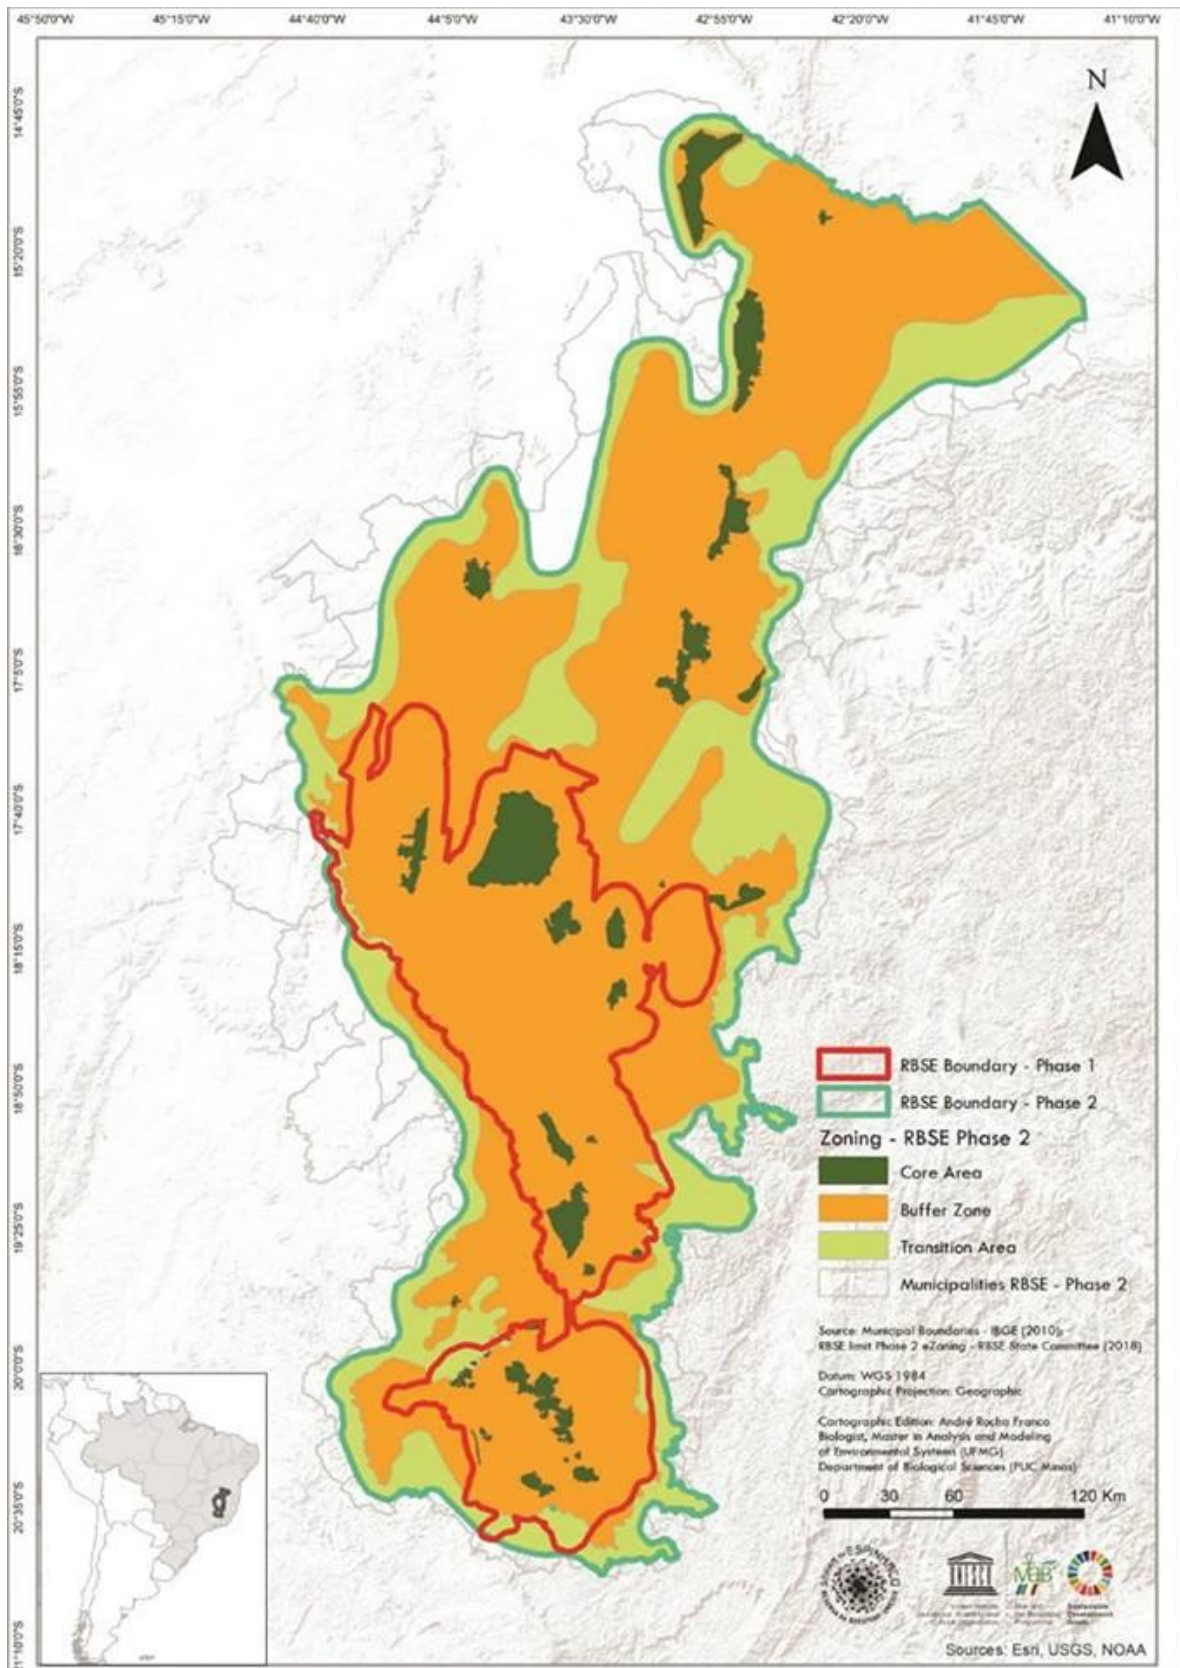 45°50'0"W 45°15'0"W 44°40'0"W 44°5'0"W 43°30'0"W 42°55'0"W 42°20'0"W 41°45'0"W 41°10'0"W
N
14°45'0"S
15°20'0"S
15°55'0"S
16°30'0"S
17°5'0"S
17°40'0"S
18°15'0"S
18°50'0"S
19°25'0"S
20°0'0"S
20°35'0"S
21°10'0"S
RBSE Boundary - Phase 1
RBSE Boundary - Phase 2
Zoning - RBSE Phase 2
Core Area
Buffer Zone
Transition Area
Municipalities RBSE - Phase 2
Source: Municipal Boundaries - IBGE (2010);
RBSE limit Phase 2 eZoning - RBSE State Committee (2018)
Datum: WGS 1984
Cartographic Projection: Geographic
Cartographic Edition: André Rocha Franco
Biologist, Master in Analysis and Modeling
of Environmental Systems (UFMG)
Department of Biological Sciences (PUC Minas)
0 30 60 120 Km
ESPINHAÇO
MAB
Sources: Esri, USGS, NOAA